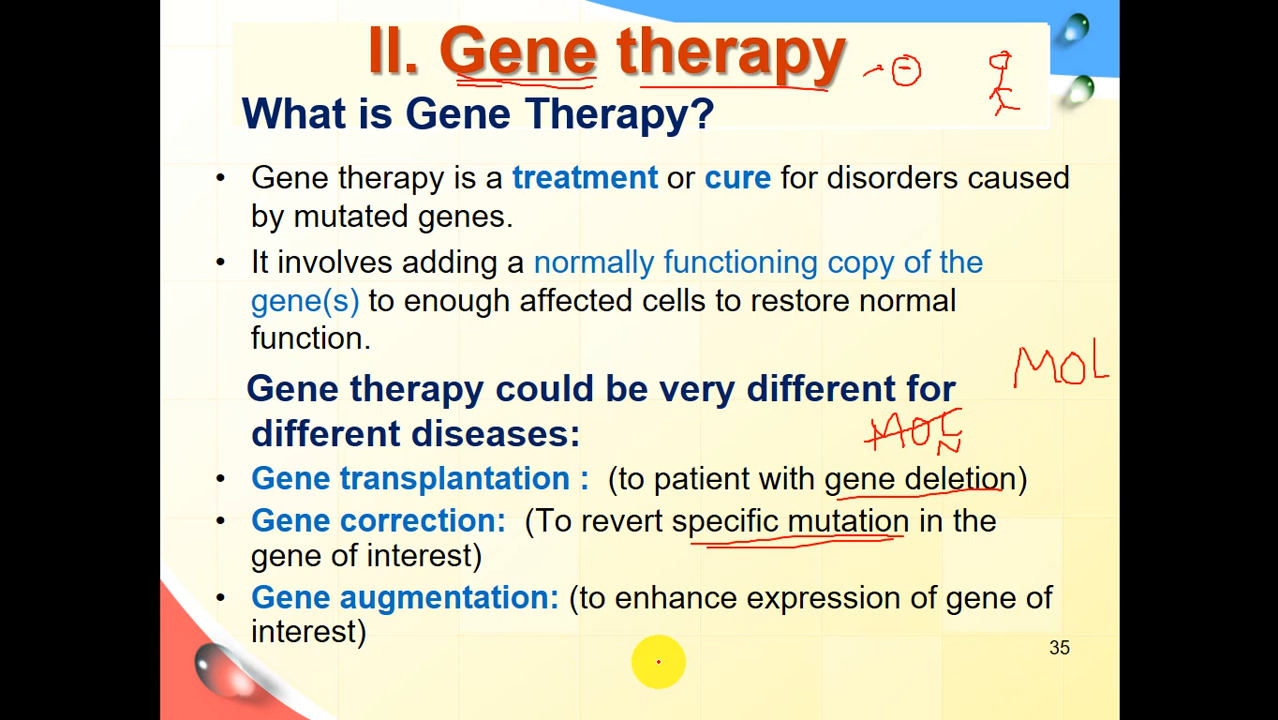 II. Gene therapy
What is Gene Therapy?
• Gene therapy is a treatment or cure for disorders caused
by mutated genes.
• It involves adding a normally functioning copy of the
gene(s) to enough affected cells to restore normal
function.
MOL
Gene therapy could be very different for
different diseases:
MOL
N
• Gene transplantation : (to patient with gene deletion)
• Gene correction: (To revert specific mutation in the
gene of interest)
• Gene augmentation: (to enhance expression of gene of
interest)
35